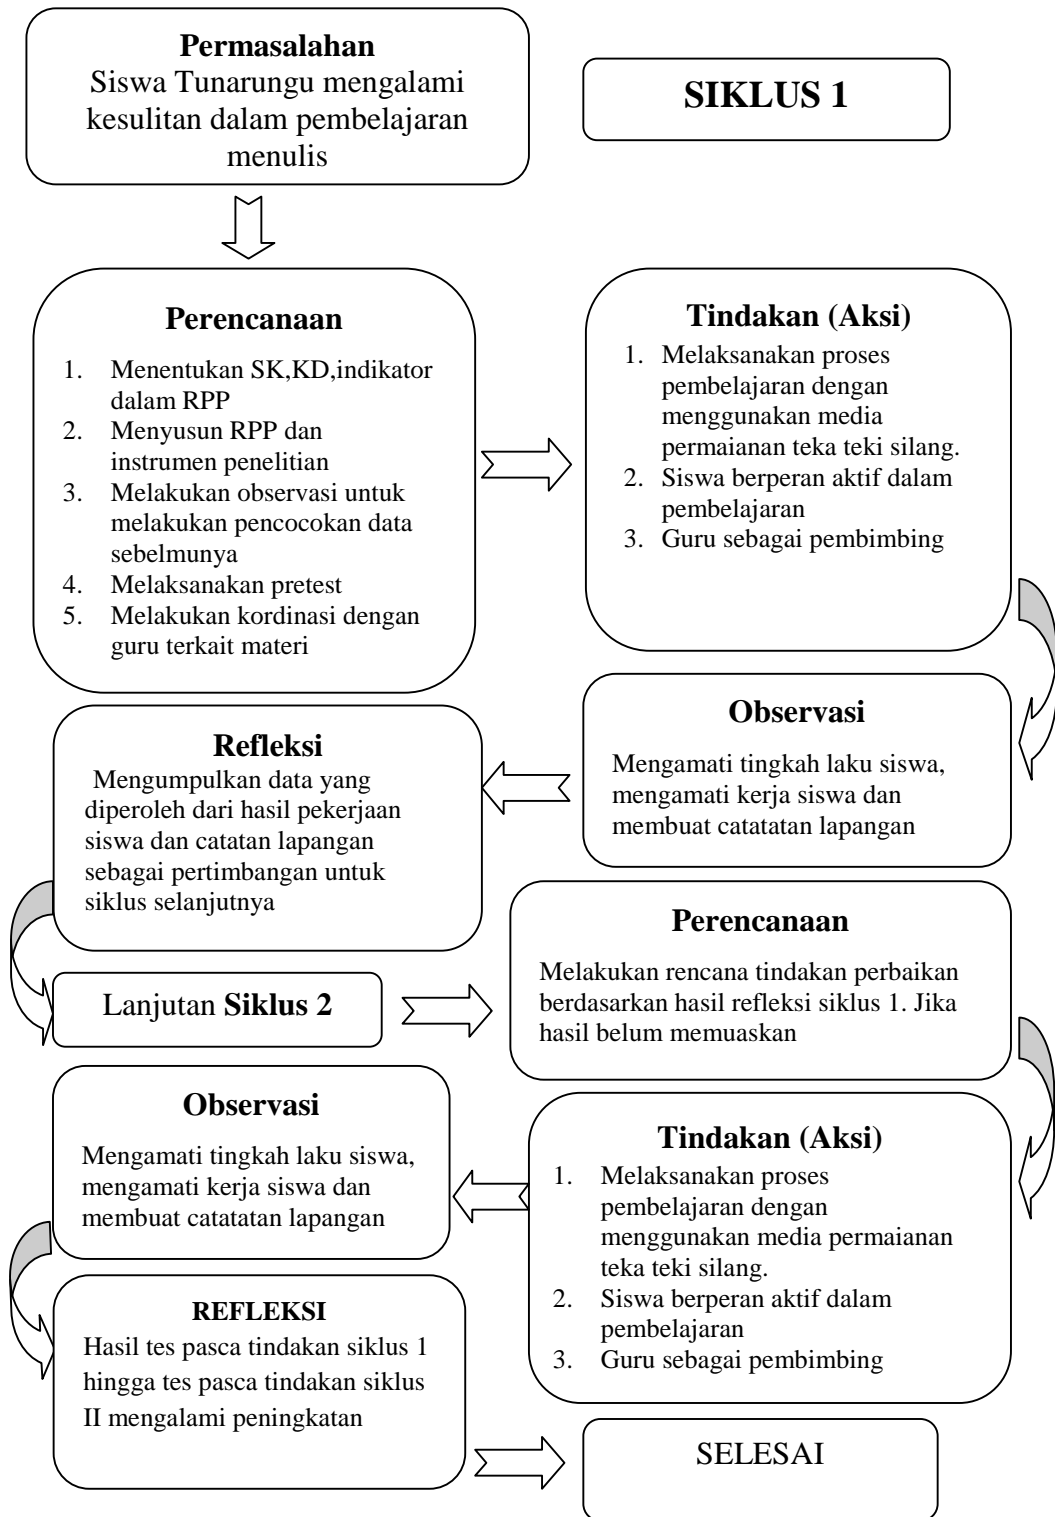 Permasalahan
Siswa Tunarungu mengalami
kesulitan dalam pembelajaran
menulis
SIKLUS 1
Perencanaan
1. Menentukan SK,KD,indikator
dalam RPP
2. Menyusun RPP dan
instrumen penelitian
3. Melakukan observasi untuk
melakukan pencocokan data
sebelmunya
4. Melaksanakan pretest
5. Melakukan kordinasi dengan
guru terkait materi
Tindakan (Aksi)
1. Melaksanakan proses
pembelajaran dengan
menggunakan media
permaianan teka teki silang.
2. Siswa berperan aktif dalam
pembelajaran
3. Guru sebagai pembimbing
Observasi
Mengamati tingkah laku siswa,
mengamati kerja siswa dan
membuat catatatan lapangan
Refleksi
Mengumpulkan data yang
diperoleh dari hasil pekerjaan
siswa dan catatan lapangan
sebagai pertimbangan untuk
siklus selanjutnya
Lanjutan Siklus 2
Perencanaan
Melakukan rencana tindakan perbaikan
berdasarkan hasil refleksi siklus 1. Jika
hasil belum memuaskan
Tindakan (Aksi)
1. Melaksanakan proses
pembelajaran dengan
menggunakan media permaianan
teka teki silang.
2. Siswa berperan aktif dalam
pembelajaran
3. Guru sebagai pembimbing
Observasi
Mengamati tingkah laku siswa,
mengamati kerja siswa dan
membuat catatatan lapangan
REFLEKSI
Hasil tes pasca tindakan siklus 1
hingga tes pasca tindakan siklus
II mengalami peningkatan
SELESAI